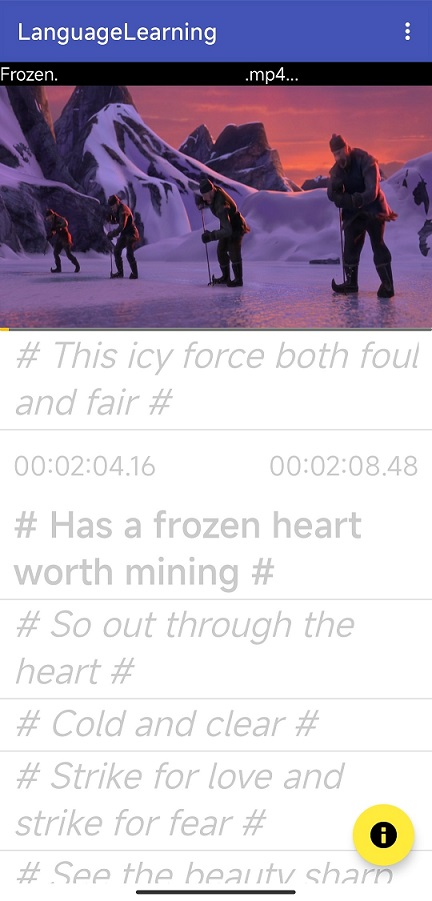 LanguageLearning
Frozen. .mp4...
# This icy force both foul
and fair #
00:02:04.16 00:02:08.48
# Has a frozen heart
worth mining #
# So out through the
heart #
# Cold and clear #
# Strike for love and
strike for fear #
# See the beauty sharp